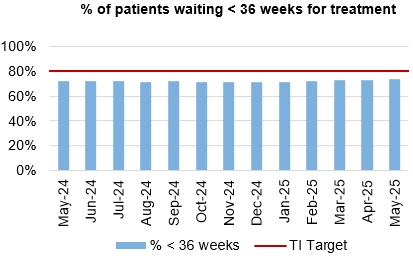 % of patients waiting < 36 weeks for treatment
100%
80%
60%
40%
20%
0%
May-24
Jun-24
Jul-24
Aug-24
Sep-24
Oct-24
Nov-24
Dec-24
Jan-25
Feb-25
Mar-25
Apr-25
May-25
% < 36 weeks
TI Target